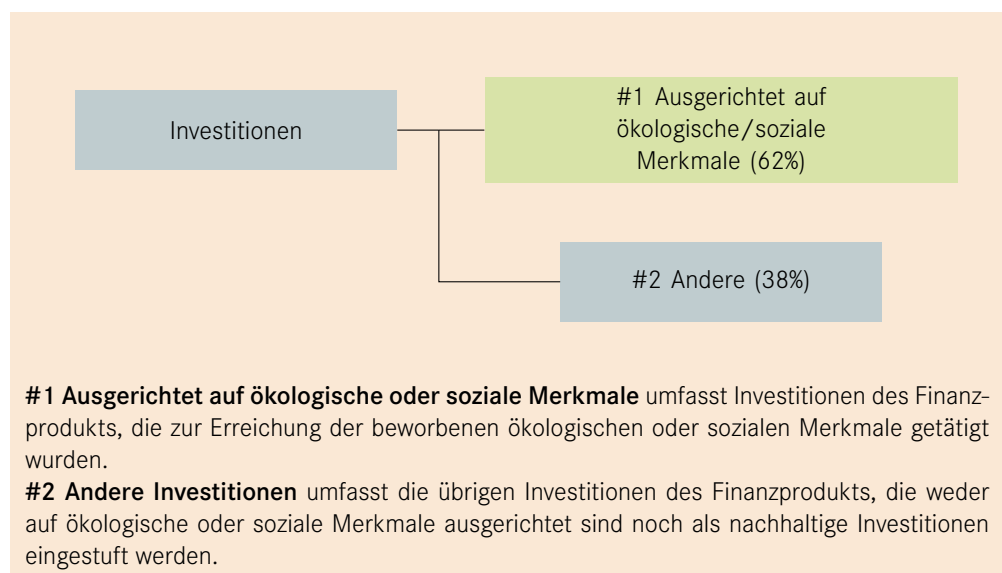 Investitionen
#1 Ausgerichtet auf
ökologische/soziale
Merkmale (62%)
#2 Andere (38%)
#1 Ausgerichtet auf ökologische oder soziale Merkmale umfasst Investitionen des Finanz-
produkts, die zur Erreichung der beworbenen ökologischen oder sozialen Merkmale getätigt
wurden.
#2 Andere Investitionen umfasst die übrigen Investitionen des Finanzprodukts, die weder
auf ökologische oder soziale Merkmale ausgerichtet sind noch als nachhaltige Investitionen
eingestuft werden.